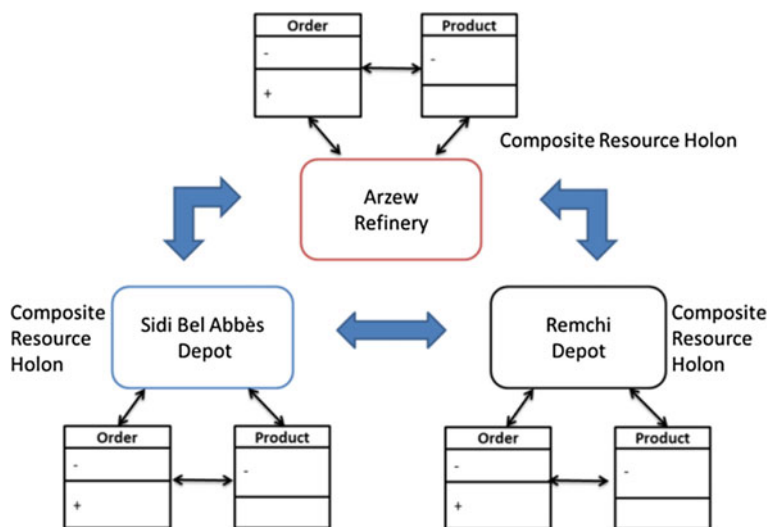 Order
Product
-
-
+
Composite Resource Holon
Arzew
Refinery
Composite
Resource
Holon
Sidi Bel Abbès
Depot
Remchi
Depot
Composite
Resource
Holon
Order
Product
-
-
+
Order
Product
-
-
+